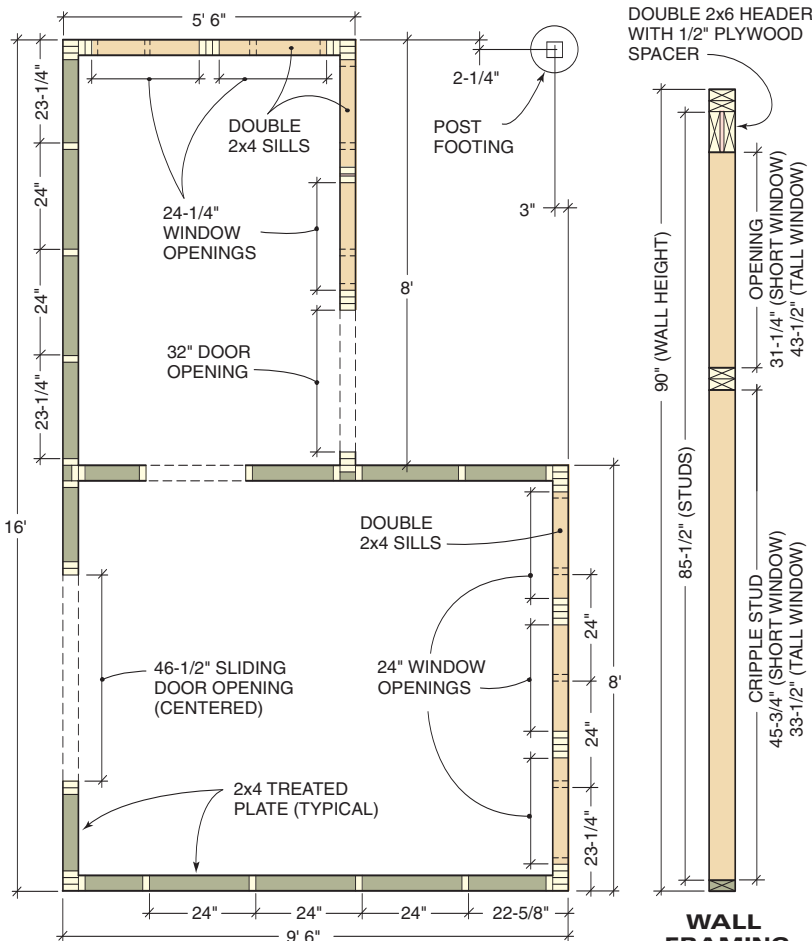 5' 6"
DOUBLE 2x6 HEADER
WITH 1/2" PLYWOOD
SPACER
2-1/4"
23-1/4"
DOUBLE
2x4 SILLS
POST
FOOTING
24-1/4"
WINDOW
OPENINGS
24"
3"
8'
24"
32" DOOR
OPENING
23-1/4"
90" (WALL HEIGHT)
85-1/2" (STUDS)
OPENING
31-1/4" (SHORT WINDOW)
43-1/2" (TALL WINDOW)
16'
DOUBLE
2x4 SILLS
24"
46-1/2" SLIDING
DOOR OPENING
(CENTERED)
24" WINDOW
OPENINGS
8'
24"
23-1/4"
CRIPPLE STUD
45-3/4" (SHORT WINDOW)
33-1/2" (TALL WINDOW)
2x4 TREATED
PLATE (TYPICAL)
24"
24"
24"
22-5/8"
9' 6"
WALL
FRAMING